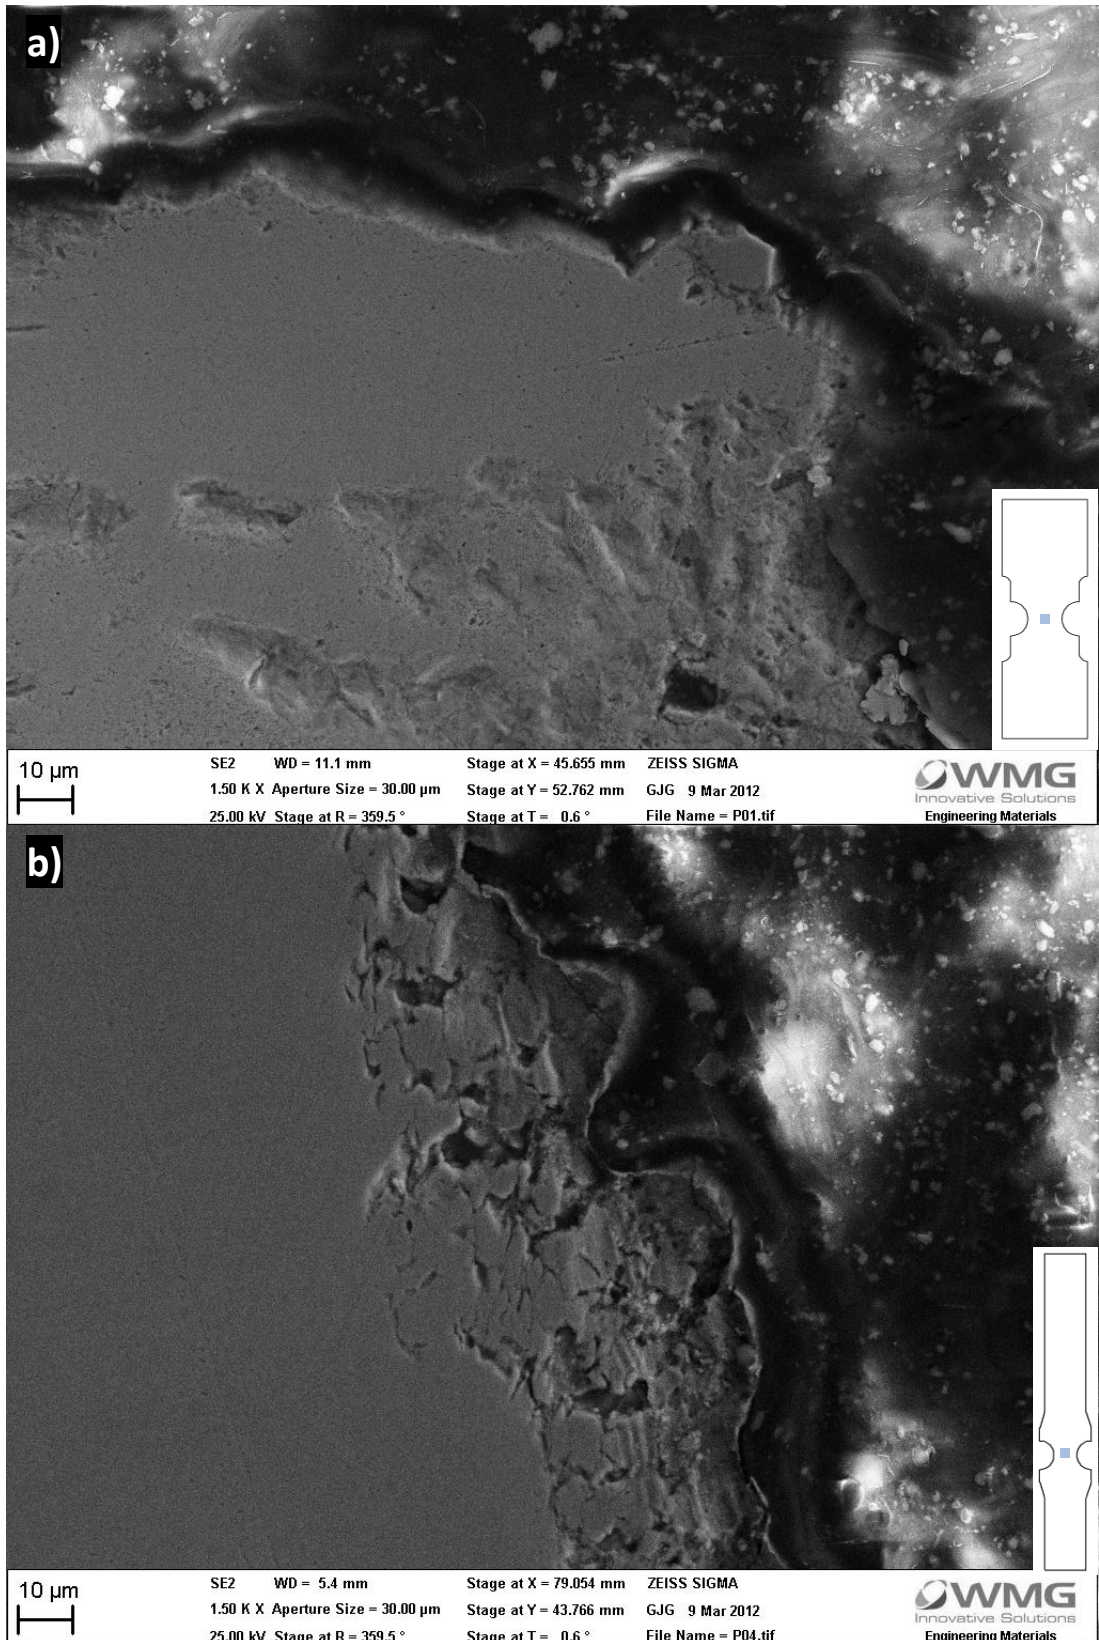 a)
10 µm
SE2 WD = 11.1 mm Stage at X = 45.655 mm ZEISS SIGMA
1.50 K X Aperture Size = 30.00 µm Stage at Y = 52.762 mm GJG 9 Mar 2012
25.00 kV Stage at R = 359.5 ° Stage at T = 0.6 ° File Name = P01.tif
WMG
Innovative Solutions
Engineering Materials
b)
10 µm
SE2 WD = 5.4 mm Stage at X = 79.054 mm ZEISS SIGMA
1.50 K X Aperture Size = 30.00 µm Stage at Y = 43.766 mm GJG 9 Mar 2012
25.00 kV Stage at R = 359.5 ° Stage at T = 0.6 ° File Name = P04.tif
WMG
Innovative Solutions
Engineering Materials